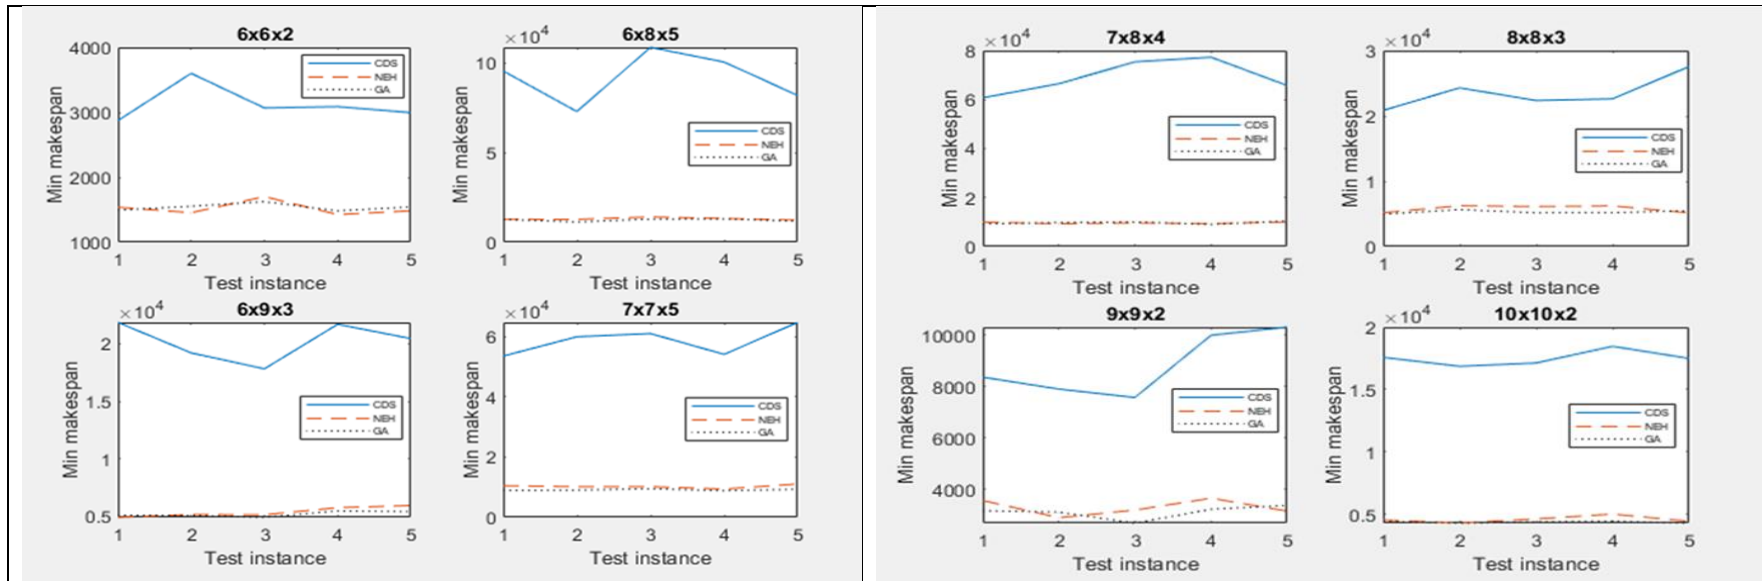 6x6x2
4000
3000
2000
1000
Min makespan
CDS
NEH
GA
1 2 3 4 5
Test instance
6x8x5
×10^4
10
5
0
Min makespan
CDS
NEH
GA
1 2 3 4 5
Test instance
6x9x3
×10^4
2
1.5
1
0.5
Min makespan
CDS
NEH
GA
1 2 3 4 5
Test instance
7x7x5
×10^4
6
4
2
0
Min makespan
CDS
NEH
GA
1 2 3 4 5
Test instance
7x8x4
×10^4
8
6
4
2
0
Min makespan
CDS
NEH
GA
1 2 3 4 5
Test instance
8x8x3
×10^4
3
2
1
0
Min makespan
CDS
NEH
GA
1 2 3 4 5
Test instance
9x9x2
10000
8000
6000
4000
Min makespan
CDS
NEH
GA
1 2 3 4 5
Test instance
10x10x2
×10^4
2
1.5
1
0.5
Min makespan
CDS
NEH
GA
1 2 3 4 5
Test instance